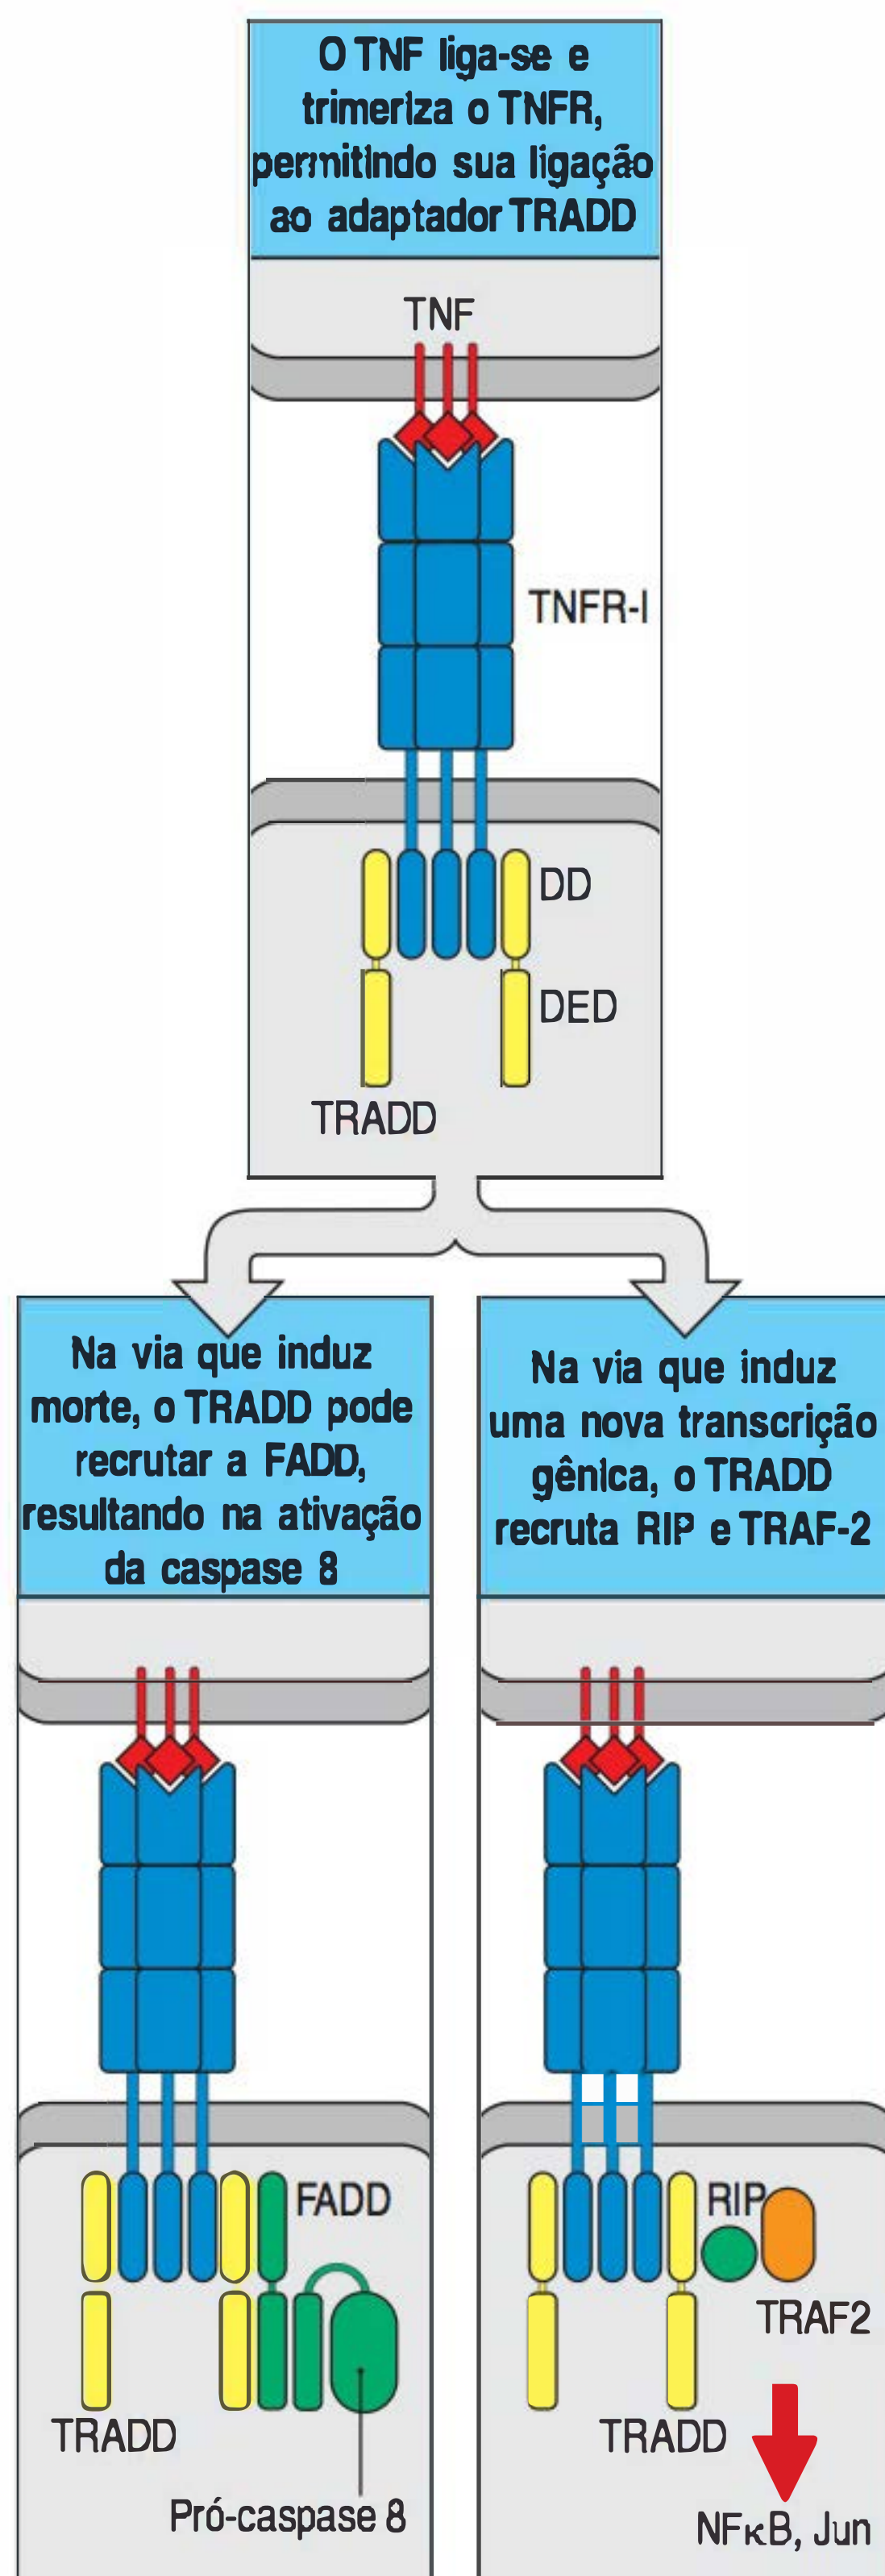 O TNF liga-se e
trimeriza o TNFR,
permitindo sua ligação
ao adaptador TRADD
TNF
TNFR-I
DD
DED
TRADD
Na via que induz
morte, o TRADD pode
recrutar a FADD,
resultando na ativação
da caspase 8
FADD
TRADD
Pró-caspase 8
Na via que induz
uma nova transcrição
gênica, o TRADD
recruta RIP e TRAF-2
RIP
TRAF2
TRADD
NFκB, Jun